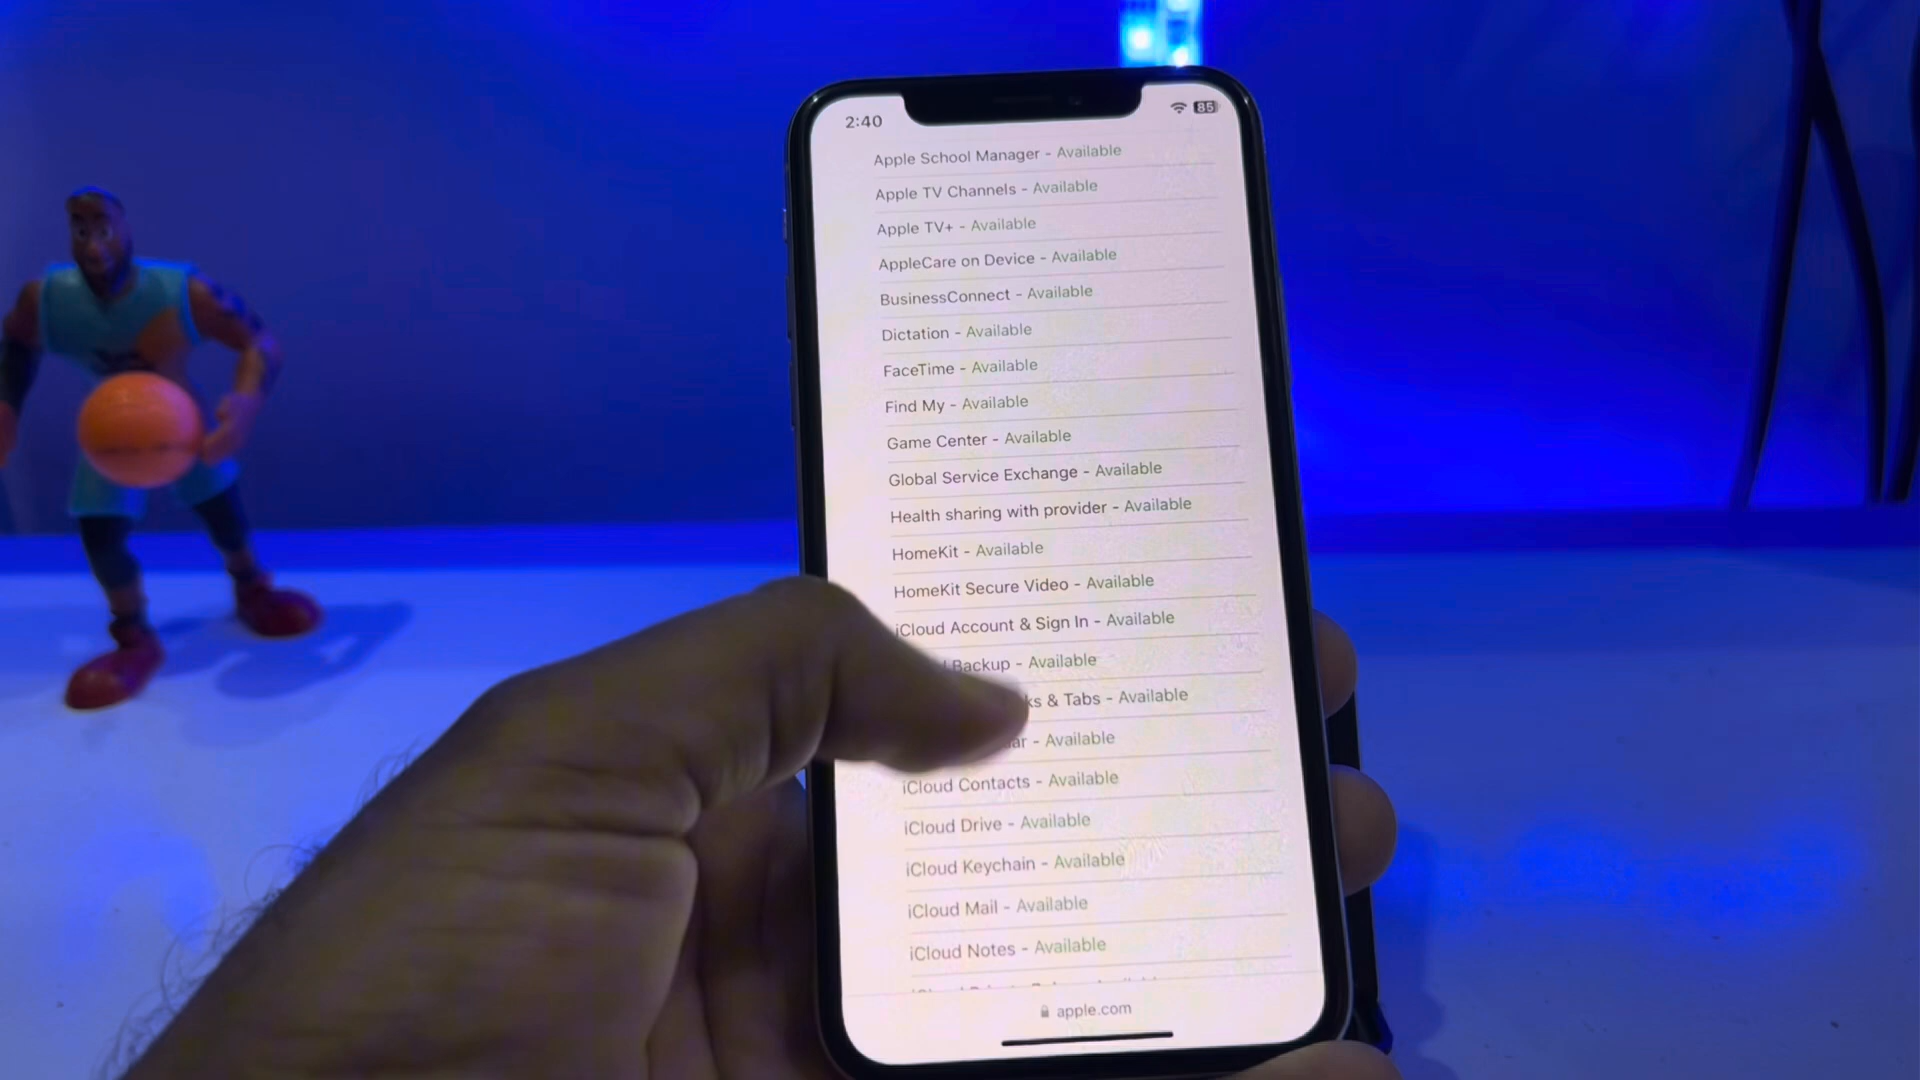 2:40
85
Apple School Manager - Available
Apple TV Channels - Available
Apple TV+ - Available
AppleCare on Device - Available
BusinessConnect - Available
Dictation - Available
FaceTime - Available
Find My - Available
Game Center - Available
Global Service Exchange - Available
Health sharing with provider - Available
HomeKit - Available
HomeKit Secure Video - Available
iCloud Account & Sign In - Available
Backup - Available
& Tabs - Available
- Available
iCloud Contacts - Available
iCloud Drive - Available
iCloud Keychain - Available
iCloud Mail - Available
iCloud Notes - Available
apple.com